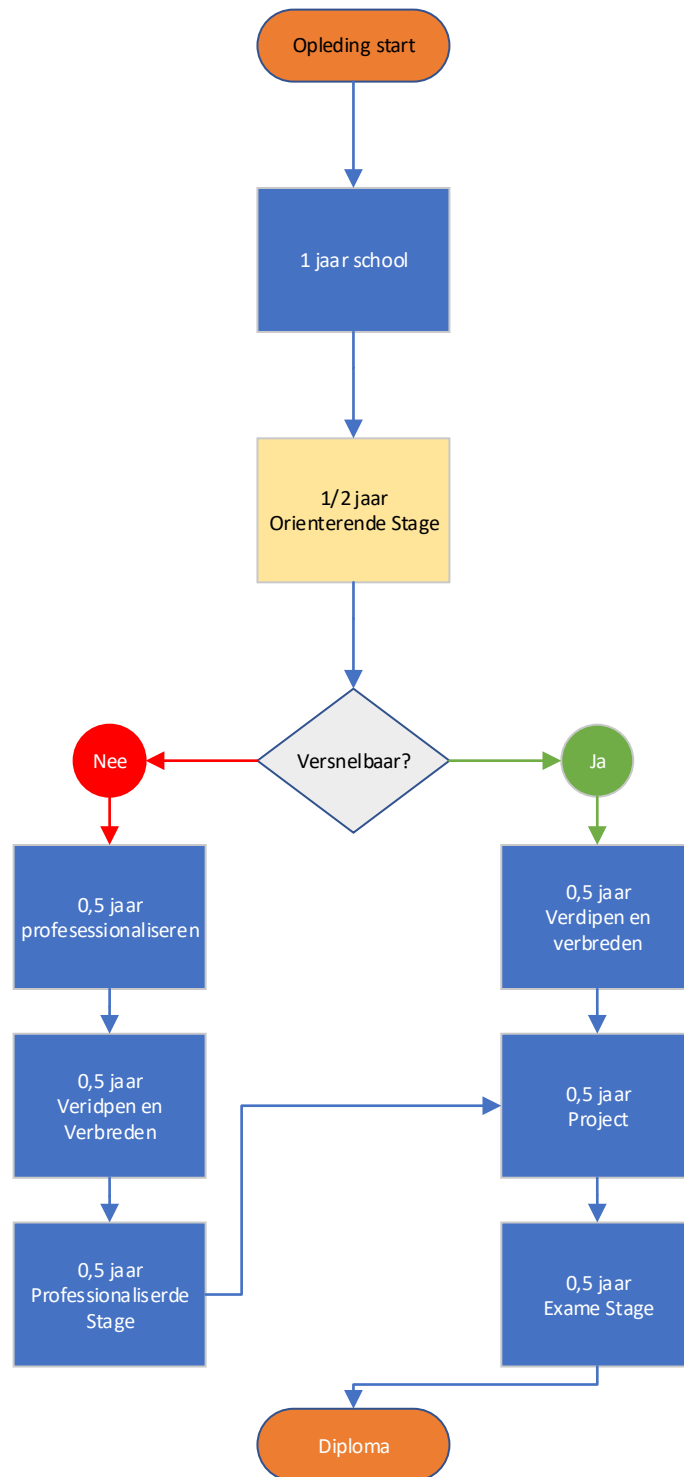 Opleding start
1 jaar school
1/2 jaar
Orienterende Stage
Versnelbaar?
Nee
Ja
0,5 jaar
profesessionaliseren
0,5 jaar
Veridpen en
Verbreden
0,5 jaar
Professionaliserde
Stage
0,5 jaar
Verdipen en
verbreden
0,5 jaar
Project
0,5 jaar
Exame Stage
Diploma